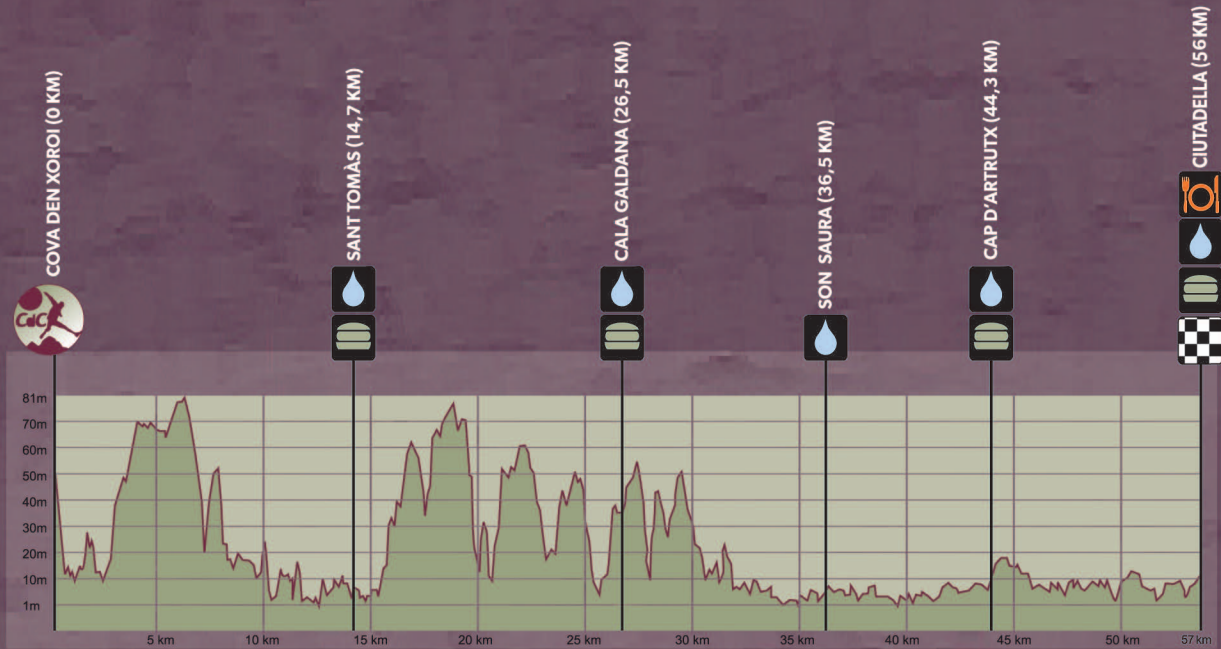 COVA DEN XOROI (0 KM)
SANT TOMÀS (14,7 KM)
CALA GALDANA (26,5 KM)
SON SAURA (36,5 KM)
CAP D'ARTRUTX (44,3 KM)
CIUTADELLA (56KM)
CdC
81m
70m
60m
50m
40m
30m
20m
10m
1m
5 km
10 km
15 km
20 km
25 km
30 km
35 km
40 km
45 km
50 km
57 km